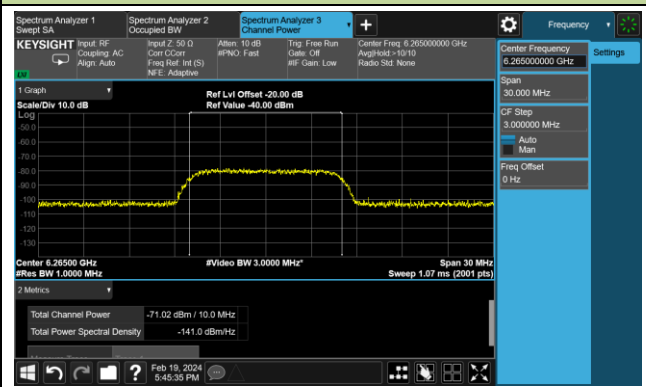 Spectrum Analyzer 1
Swept SA
Spectrum Analyzer 2
Occupied BW
Spectrum Analyzer 3
Channel Power
Frequency
KEYSIGHT
Input: RF
Coupling: AC
Align: Auto
Input Z: 50 Ω
Corr CCorr
Freq Ref: Int (S)
NFE: Adaptive
Atten: 10 dB
#PNO: Fast
Trig: Free Run
Gate: Off
#IF Gain: Low
Center Freq: 6.265000000 GHz
Avg|Hold:>10/10
Radio Std: None
Center Frequency
6.265000000 GHz
Settings
Span
30.000 MHz
CF Step
3.000000 MHz
Auto
Man
Freq Offset
0 Hz
1 Graph
Scale/Div 10.0 dB
Ref Lvl Offset -20.00 dB
Ref Value -40.00 dBm
Log
-50.0
-60.0
-70.0
-80.0
-90.0
-100
-110
-120
-130
Center 6.26500 GHz
#Res BW 1.0000 MHz
#Video BW 3.0000 MHz*
Span 30 MHz
Sweep 1.07 ms (2001 pts)
2 Metrics
Total Channel Power -71.02 dBm / 10.0 MHz
Total Power Spectral Density -141.0 dBm/Hz
Feb 19, 2024
5:45:35 PM